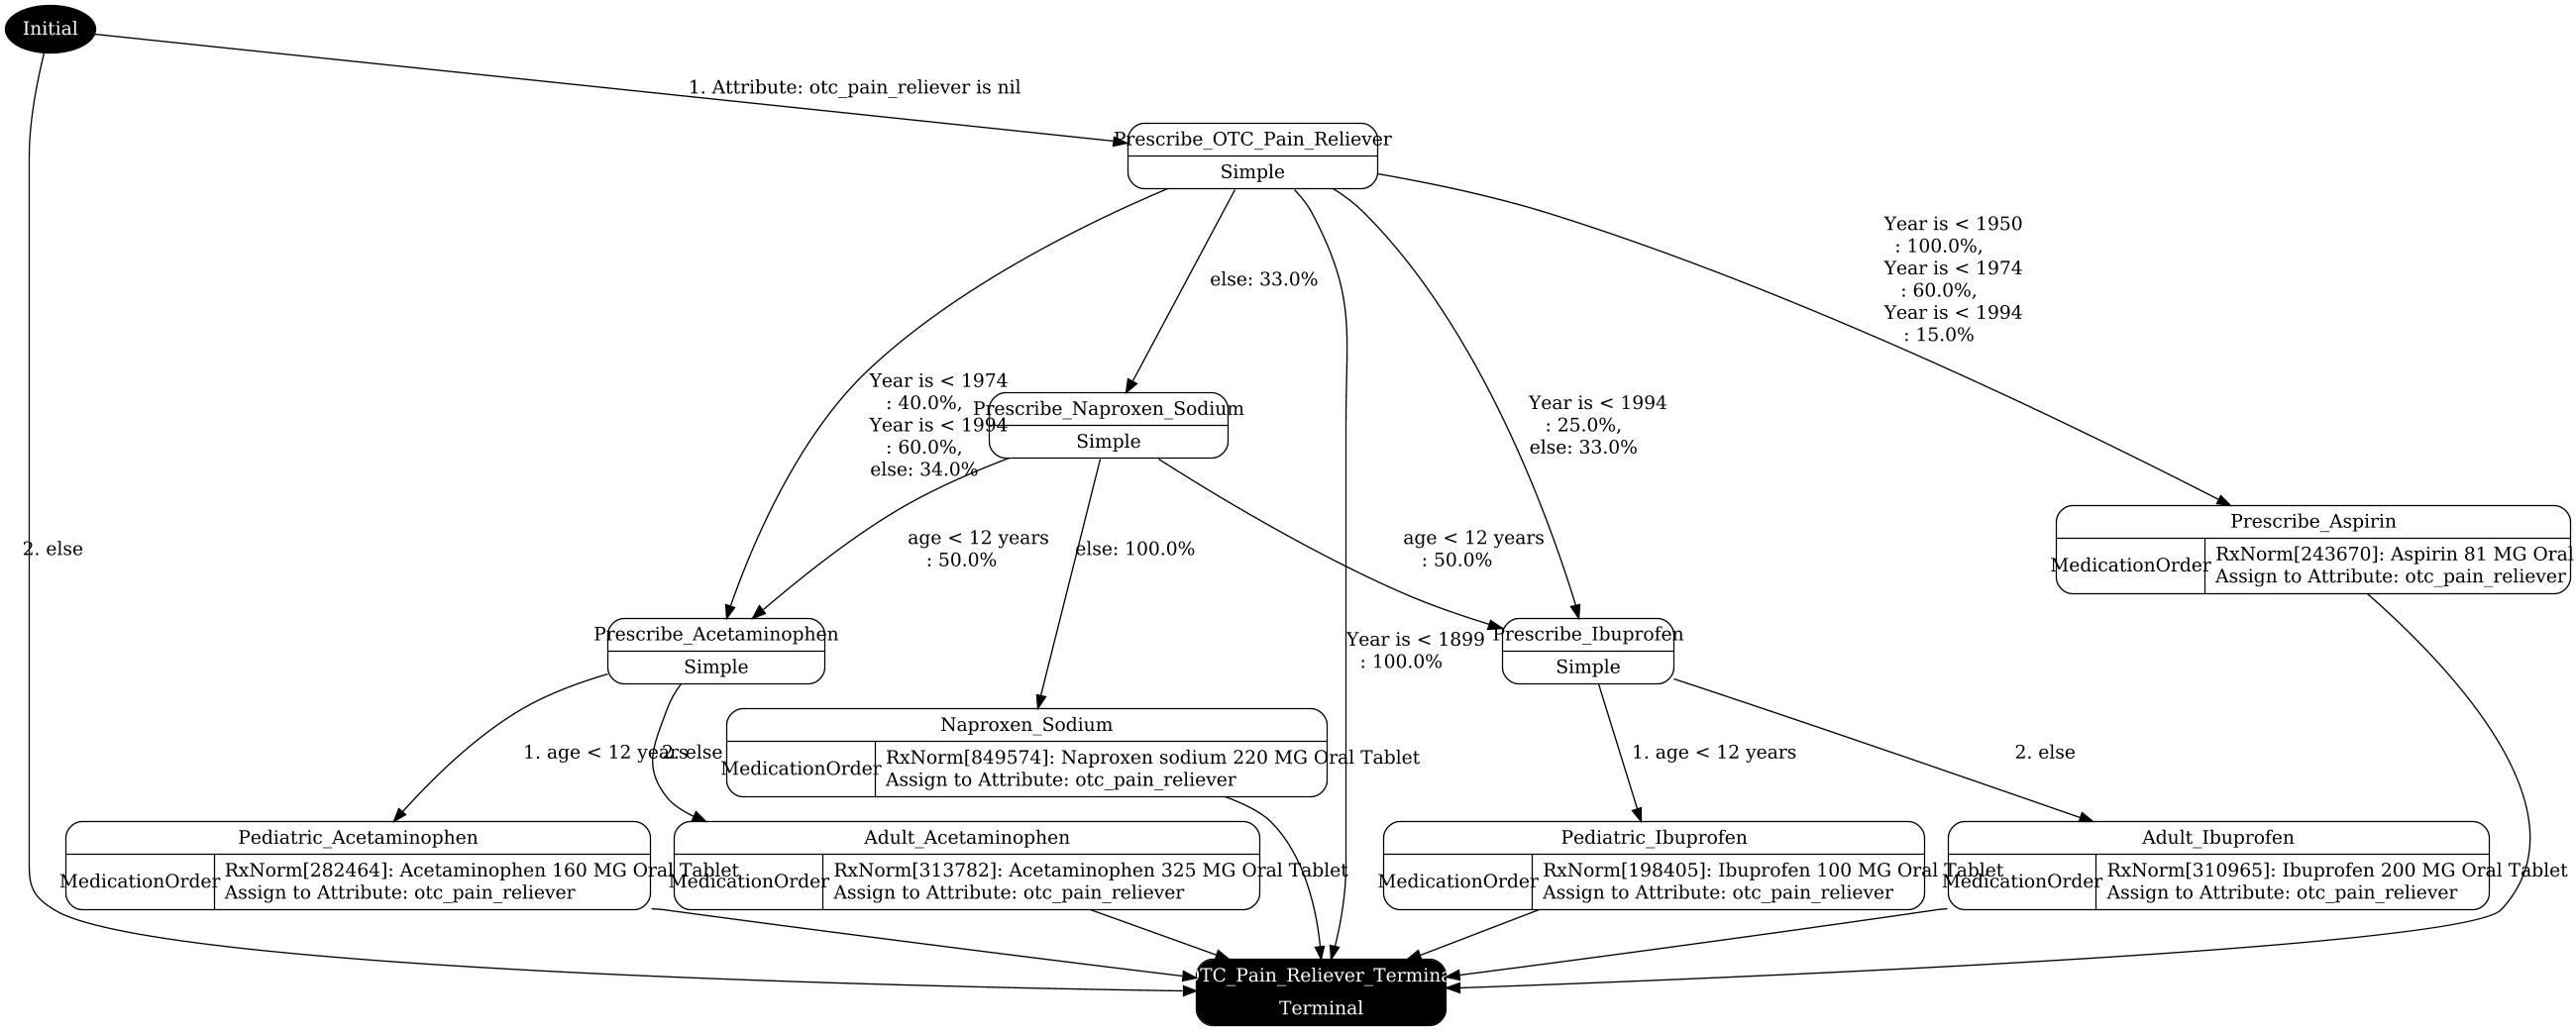 Initial
1. Attribute: otc_pain_reliever is nil
Prescribe_OTC_Pain_Reliever
Simple
Year is < 1950
: 100.0%,
Year is < 1974
: 60.0%,
Year is < 1994
: 15.0%
else: 33.0%
Year is < 1974
: 40.0%,
Year is < 1994
: 60.0%,
else: 34.0%
Prescribe_Naproxen_Sodium
Simple
Year is < 1994
: 25.0%,
else: 33.0%
2. else
age < 12 years
: 50.0%
else: 100.0%
age < 12 years
: 50.0%
Prescribe_Aspirin
MedicationOrder
RxNorm[243670]: Aspirin 81 MG Oral
Assign to Attribute: otc_pain_reliever
Prescribe_Acetaminophen
Simple
Year is < 1899
: 100.0%
Prescribe_Ibuprofen
Simple
1. age < 12 years
2. else
Naproxen_Sodium
MedicationOrder
RxNorm[849574]: Naproxen sodium 220 MG Oral Tablet
Assign to Attribute: otc_pain_reliever
1. age < 12 years
2. else
Pediatric_Acetaminophen
MedicationOrder
RxNorm[282464]: Acetaminophen 160 MG Oral Tablet
Assign to Attribute: otc_pain_reliever
Adult_Acetaminophen
MedicationOrder
RxNorm[313782]: Acetaminophen 325 MG Oral Tablet
Assign to Attribute: otc_pain_reliever
Pediatric_Ibuprofen
MedicationOrder
RxNorm[198405]: Ibuprofen 100 MG Oral Tablet
Assign to Attribute: otc_pain_reliever
Adult_Ibuprofen
MedicationOrder
RxNorm[310965]: Ibuprofen 200 MG Oral Tablet
Assign to Attribute: otc_pain_reliever
OTC_Pain_Reliever_Terminal
Terminal